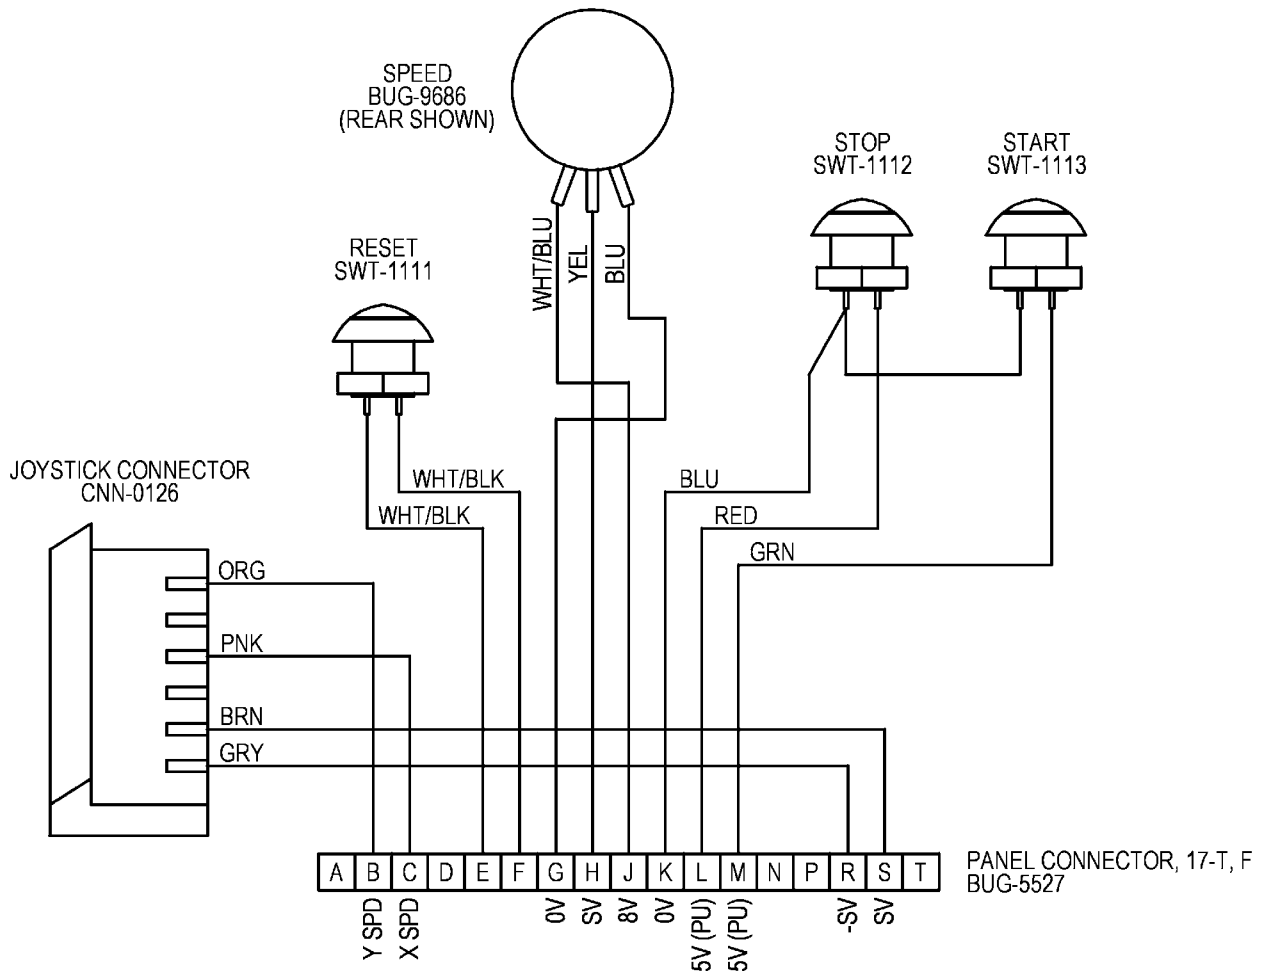 SPEED
BUG-9686
(REAR SHOWN)
STOP
SWT-1112
START
SWT-1113
RESET
SWT-1111
WHT/BLU
YEL
BLU
JOYSTICK CONNECTOR
CNN-0126
WHT/BLK
WHT/BLK
BLU
RED
GRN
ORG
PNK
BRN
GRY
A B C D E F G H J K L M N P R S T
PANEL CONNECTOR, 17-T, F
BUG-5527
Y SPD
X SPD
0V
SV
8V
0V
5V (PU)
5V (PU)
-SV
SV